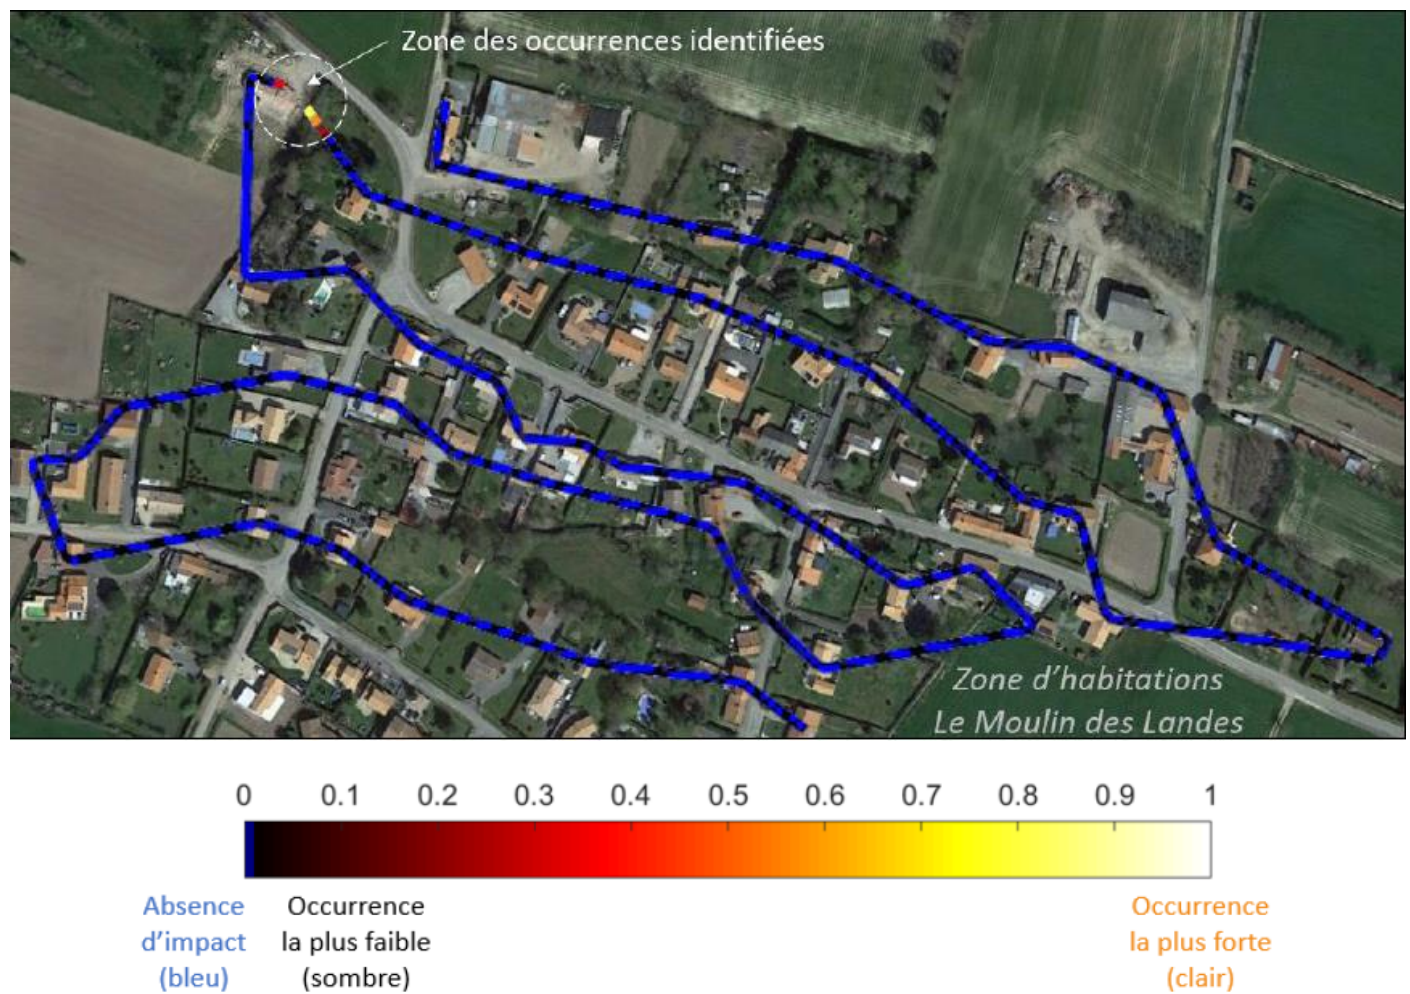 Zone des occurrences identifiées
Zone d'habitations
Le Moulin des Landes
0 0.1 0.2 0.3 0.4 0.5 0.6 0.7 0.8 0.9 1
Absence
d'impact
(bleu)
Occurrence
la plus faible
(sombre)
Occurrence
la plus forte
(clair)